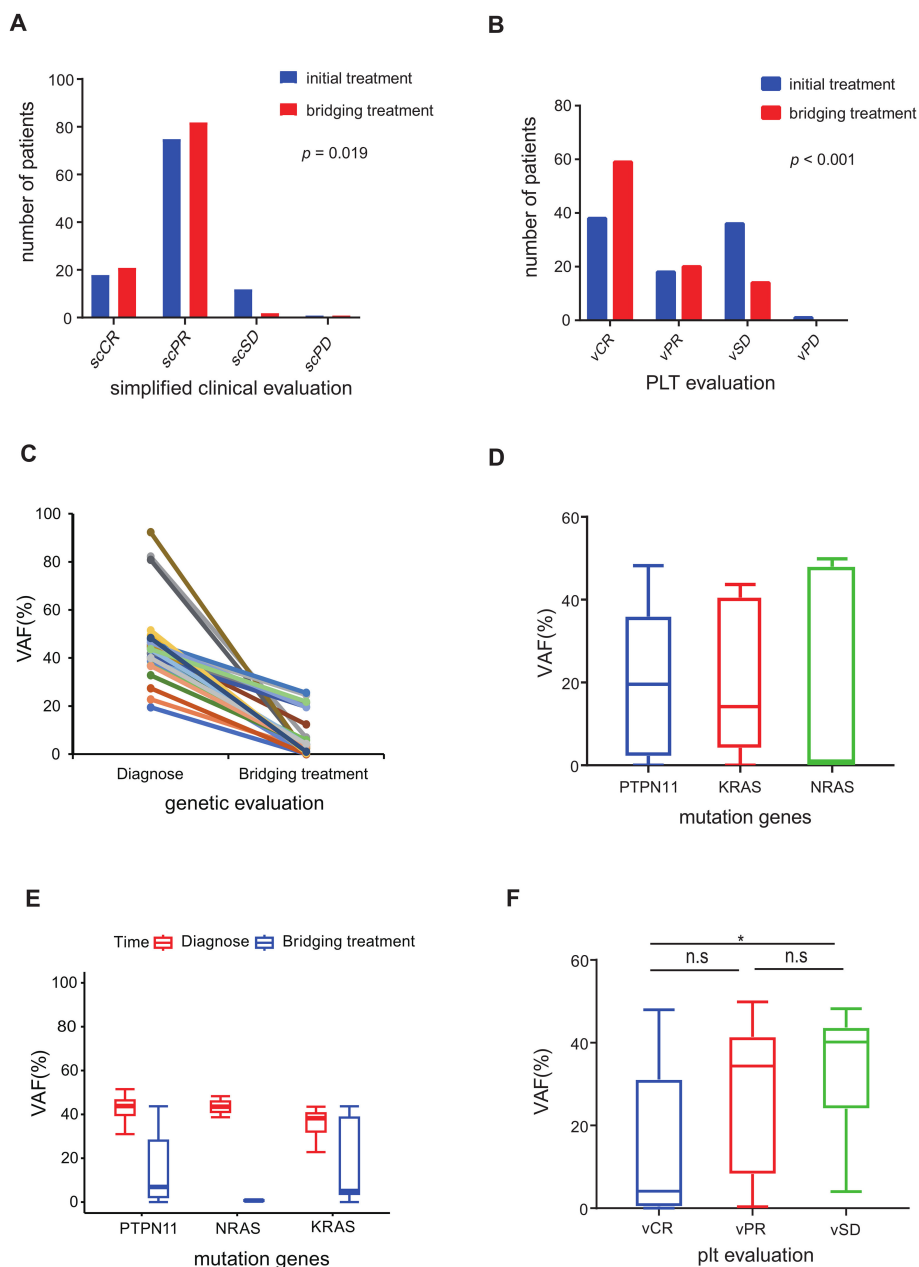 A
100
80
60
40
20
0
number of patients
initial treatment
bridging treatment
p = 0.019
scCR
scPR
scSD
scPD
simplified clinical evaluation
B
80
60
40
20
0
number of patients
initial treatment
bridging treatment
p < 0.001
vCR
vPR
vSD
vPD
PLT evaluation
C
100
80
60
40
20
0
VAF(%)
Diagnose Bridging treatment
genetic evaluation
D
60
40
20
0
VAF(%)
PTPN11 KRAS NRAS
mutation genes
E
Time Diagnose Bridging treatment
100
80
60
40
20
0
VAF(%)
PTPN11 NRAS KRAS
mutation genes
F
*
n.s n.s
60
40
20
0
VAF(%)
vCR vPR vSD
plt evaluation